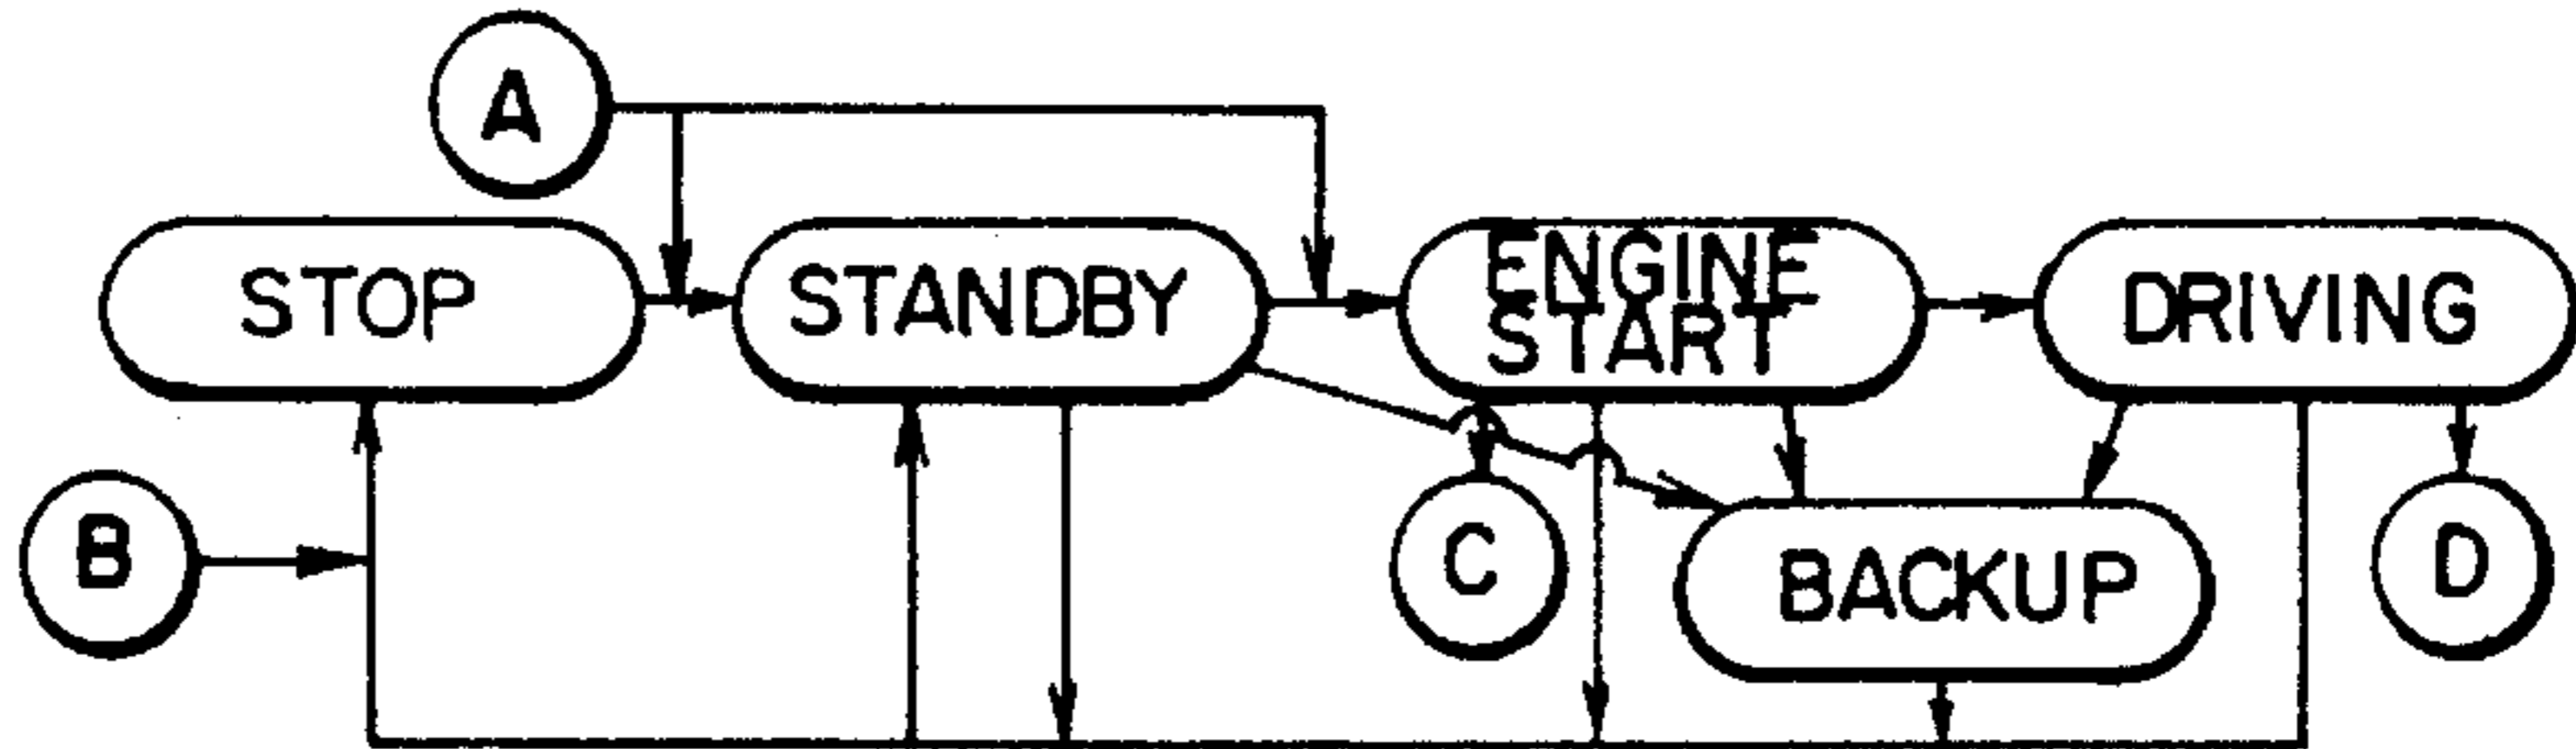 A
STOP
STANDBY
ENGINE
START
DRIVING
B
C
BACKUP
D